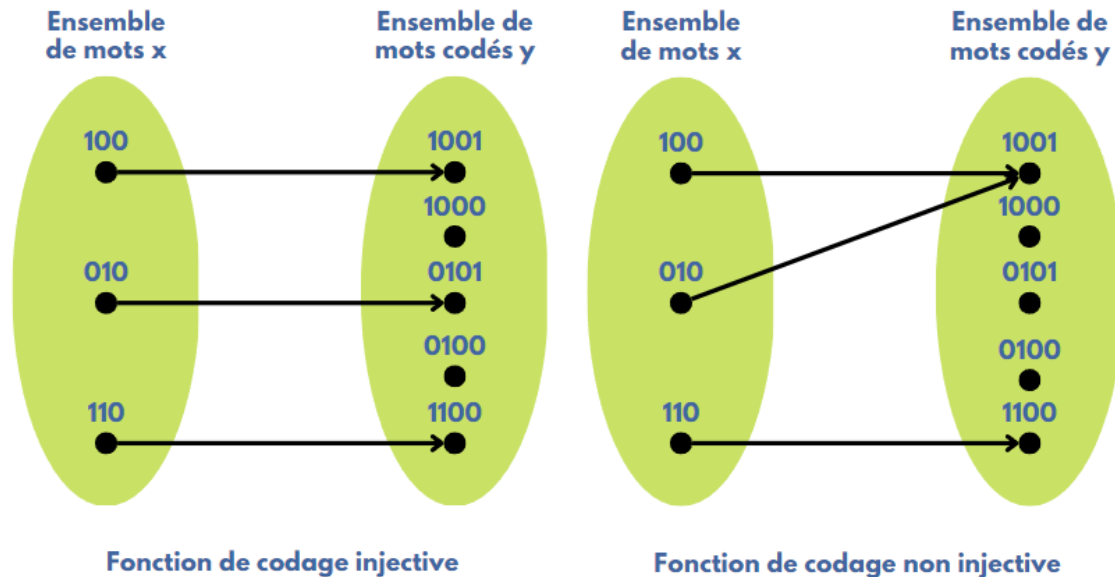 Ensemble
de mots x
Ensemble de
mots codés y
100
1001
1000
010
0101
0100
110
1100
Fonction de codage injective
Ensemble
de mots x
Ensemble de
mots codés y
100
1001
1000
010
0101
0100
110
1100
Fonction de codage non injective